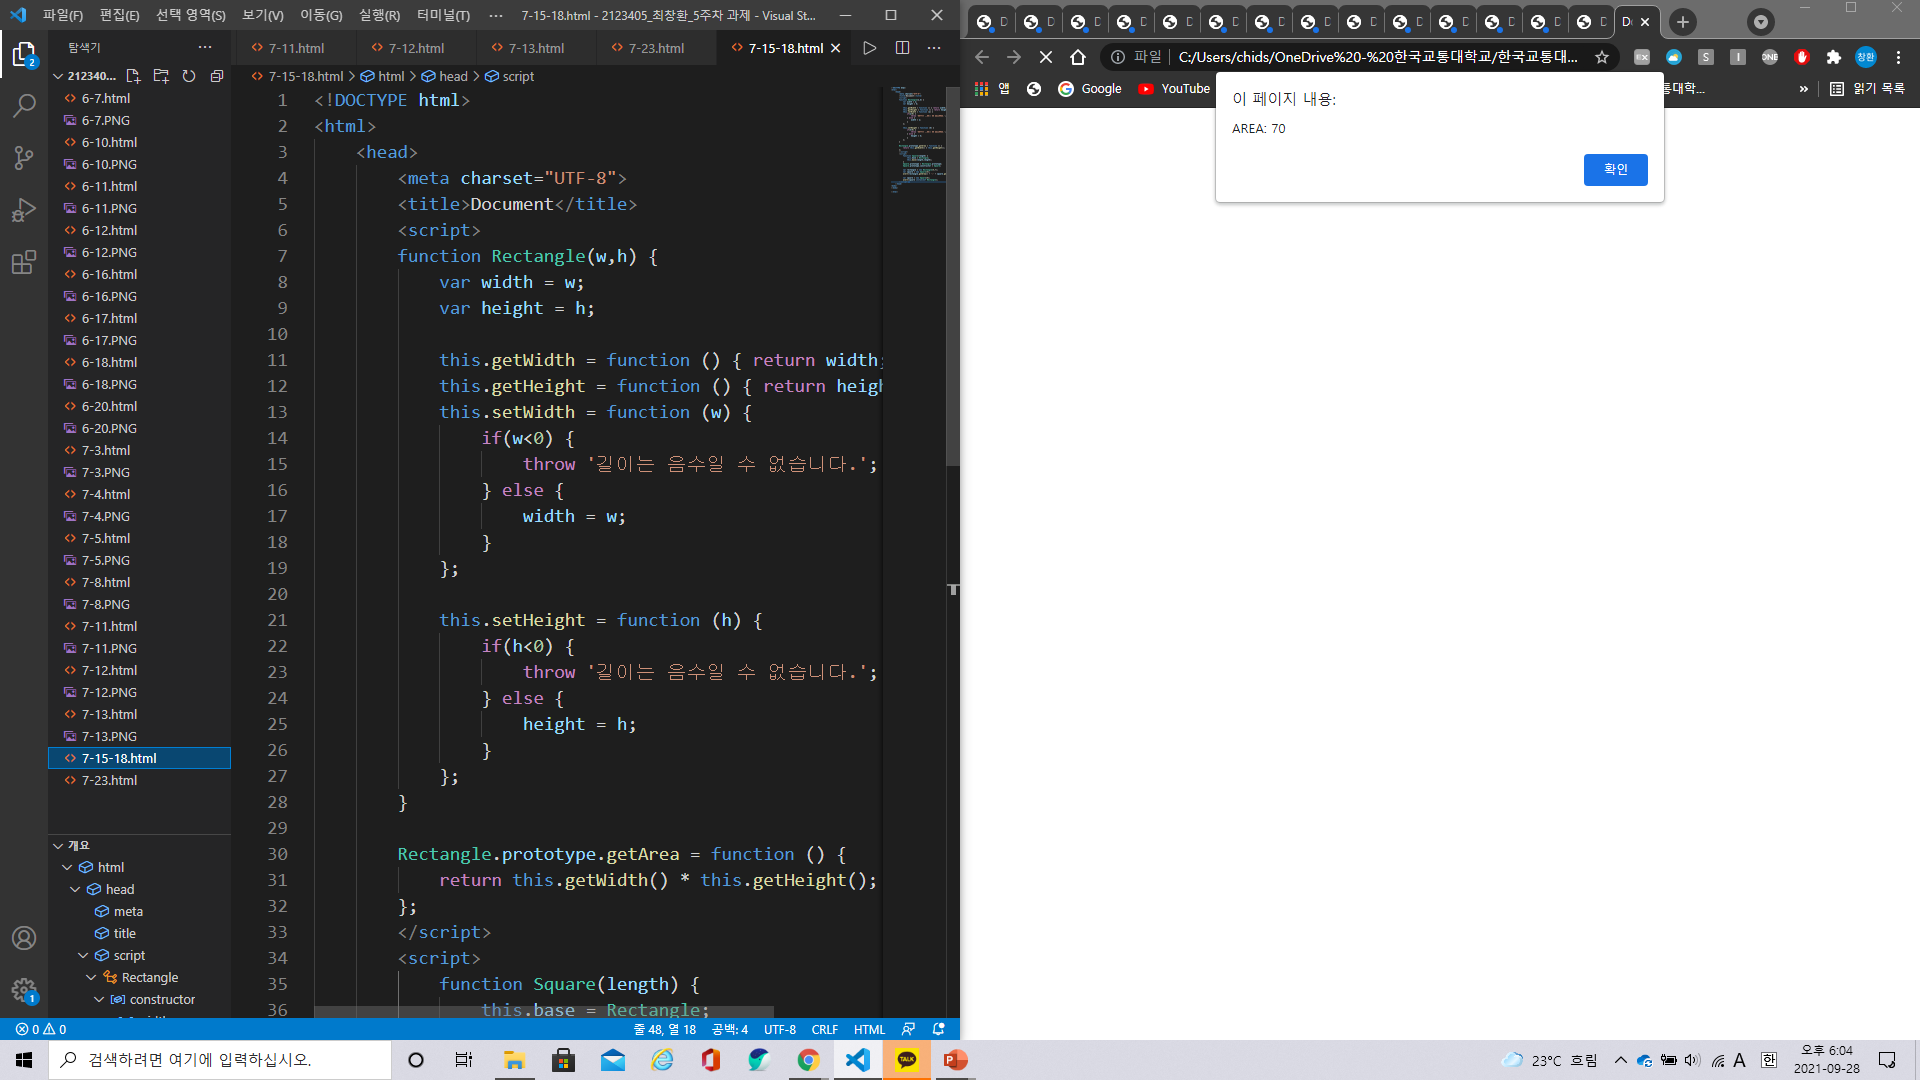 파일(F) 편집(E) 선택 영역(S) 보기(V) 이동(G) 실행(R) 터미널(T) ··· 7-15-18.html - 2123405_최창환_5주차 과제 - Visual St...
탐색기 ···
212340...
6-7.html
6-7.PNG
6-10.html
6-10.PNG
6-11.html
6-11.PNG
6-12.html
6-12.PNG
6-16.html
6-16.PNG
6-17.html
6-17.PNG
6-18.html
6-18.PNG
6-20.html
6-20.PNG
7-3.html
7-3.PNG
7-4.html
7-4.PNG
7-5.html
7-5.PNG
7-8.html
7-8.PNG
7-11.html
7-11.PNG
7-12.html
7-12.PNG
7-13.html
7-13.PNG
7-15-18.html
7-23.html
개요
html
head
meta
title
script
Rectangle
constructor
7-11.html 7-12.html 7-13.html 7-23.html 7-15-18.html
7-15-18.html > html > head > script
1 <!DOCTYPE html>
2 <html>
3 <head>
4 <meta charset="UTF-8">
5 <title>Document</title>
6 <script>
7 function Rectangle(w,h) {
8 var width = w;
9 var height = h;
10
11 this.getWidth = function () { return width;
12 this.getHeight = function () { return heigh
13 this.setWidth = function (w) {
14 if(w<0) {
15 throw '길이는 음수일 수 없습니다.';
16 } else {
17 width = w;
18 }
19 };
20
21 this.setHeight = function (h) {
22 if(h<0) {
23 throw '길이는 음수일 수 없습니다.';
24 } else {
25 height = h;
26 }
27 };
28 }
29
30 Rectangle.prototype.getArea = function () {
31 return this.getWidth() * this.getHeight();
32 };
33 </script>
34 <script>
35 function Square(length) {
36 this.base = Rectangle;
0 0 줄 48, 열 18 공백: 4 UTF-8 CRLF HTML
D D D D D D D D D D D D D D Do
파일 | C:/Users/chids/OneDrive%20-%20한국교통대학교/한국교통대...
앱 Google YouTube 통대학... » 읽기 목록
이 페이지 내용:
AREA: 70
확인
검색하려면 여기에 입력하십시오.
23°C 흐림 A 한
오후 6:04
2021-09-28